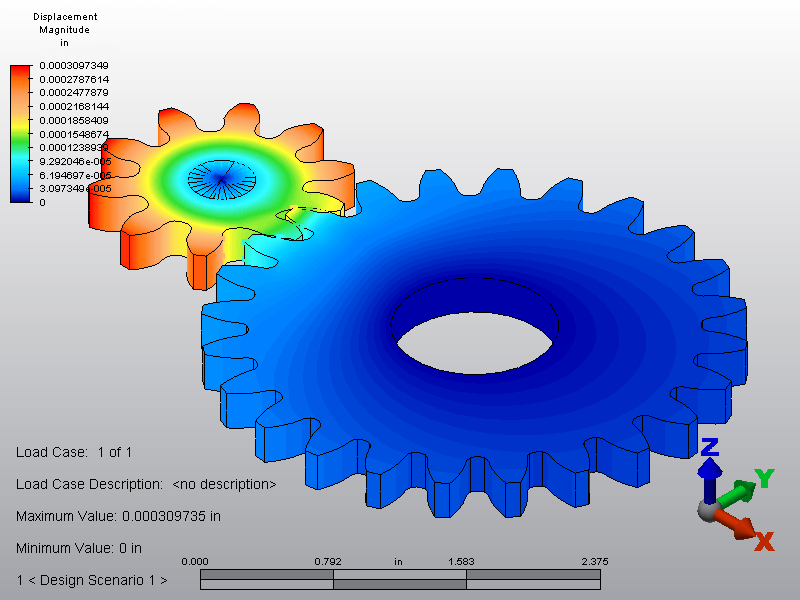 Displacement
Magnitude
in
0.0003097349
0.0002787614
0.0002477879
0.0002168144
0.0001858409
0.0001548674
0.0001238939
9.292046e-005
6.194697e-005
3.097349e-005
0
Load Case: 1 of 1
Load Case Description: <no description>
Maximum Value: 0.000309735 in
Minimum Value: 0 in
1 < Design Scenario 1 >
0.000 0.792 in 1.583 2.375
Z
Y
X